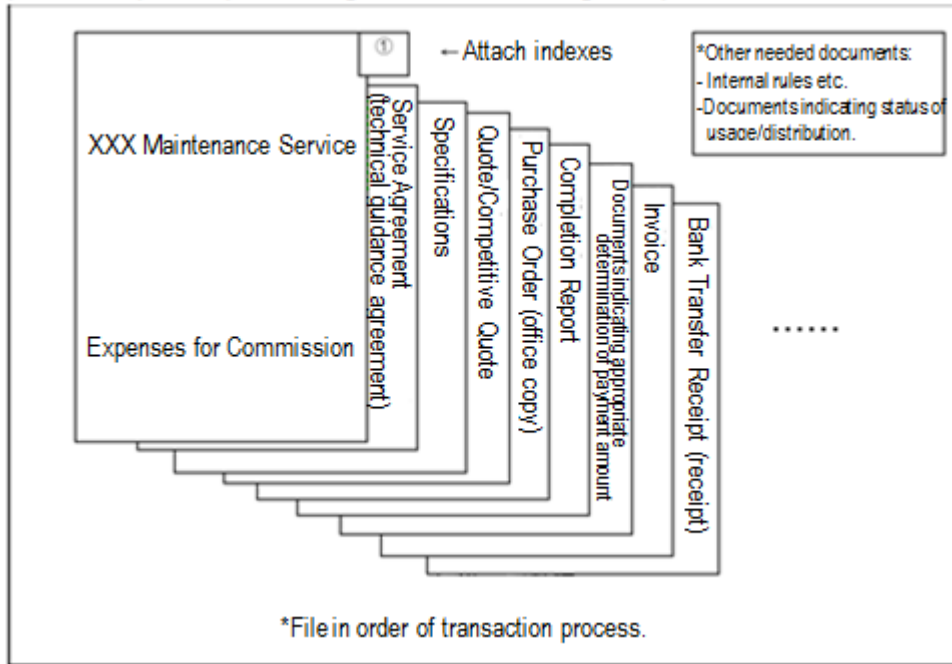 ①
←Attach indexes
*Other needed documents:
- Internal rules etc.
-Documents indicating status of
usage/distribution.
XXX Maintenance Service
Expenses for Commission
Service Agreement
(technical guidance agreement)
Specifications
Quote/Competitive Quote
Purchase Order (office copy)
Completion Report
Documents indicating appropriate
determination of payment amount
Invoice
Bank Transfer Receipt (receipt)
......
*File in order of transaction process.